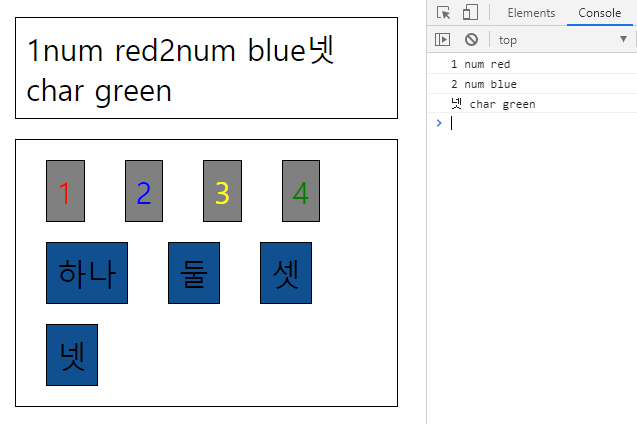 1num red2num blue넷
char green
1 2 3 4
하나 둘 셋
넷
Elements Console
top
1 num red
2 num blue
넷 char green